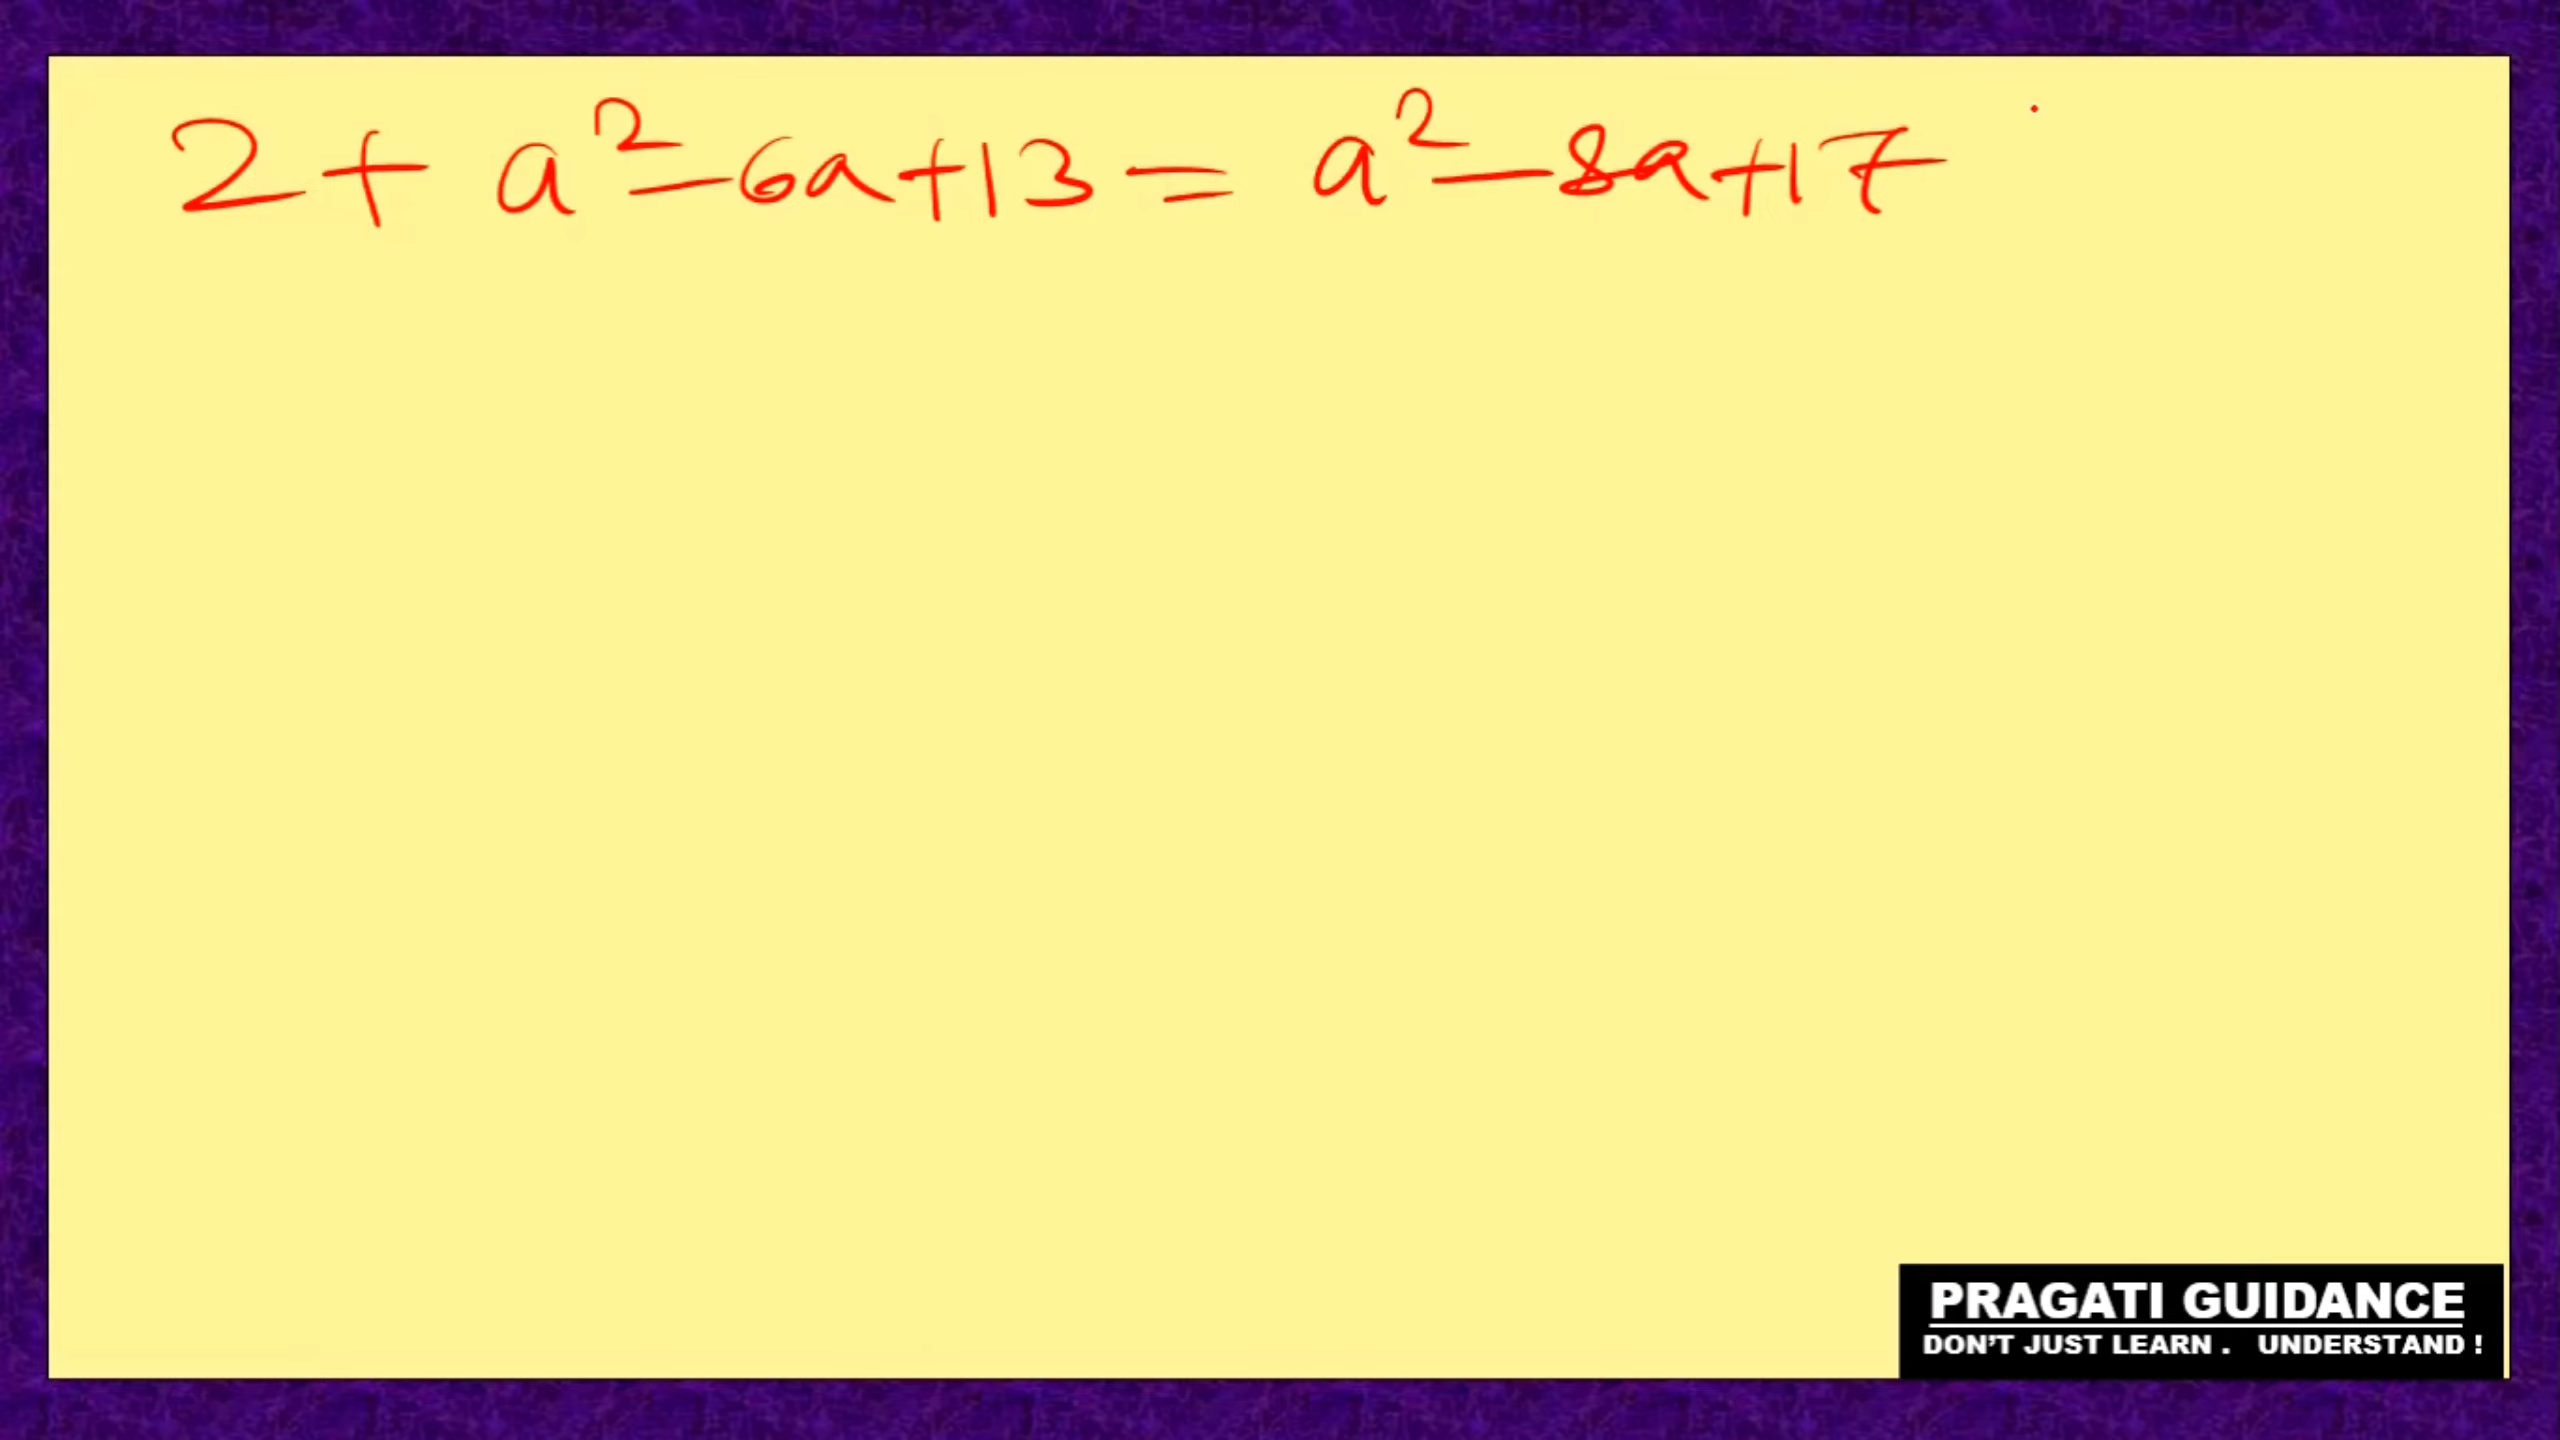 2 + a² - 6a + 13 = a² - 8a + 17
PRAGATI GUIDANCE
DON'T JUST LEARN . UNDERSTAND !